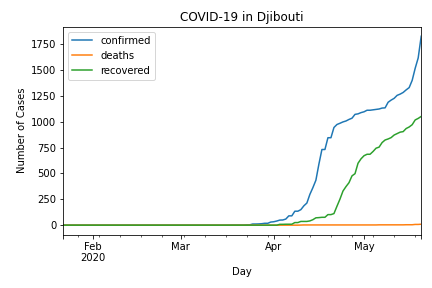 COVID-19 in Djibouti
confirmed
deaths
recovered
Number of Cases
1750
1500
1250
1000
750
500
250
0
Feb
2020
Mar
Apr
May
Day